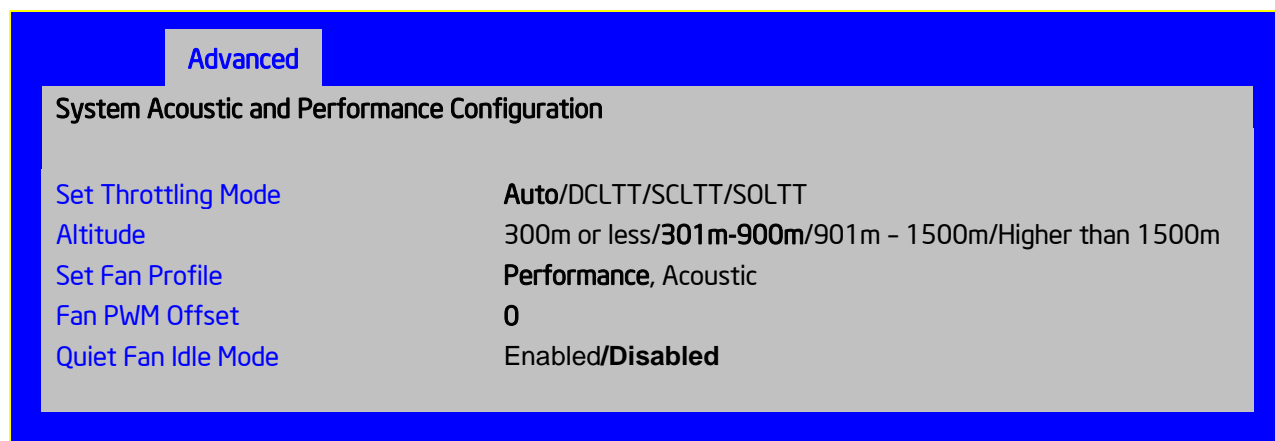 Advanced
System Acoustic and Performance Configuration
Set Throttling Mode Auto/DCLTT/SCLTT/SOLTT
Altitude 300m or less/301m-900m/901m – 1500m/Higher than 1500m
Set Fan Profile Performance, Acoustic
Fan PWM Offset 0
Quiet Fan Idle Mode Enabled/Disabled